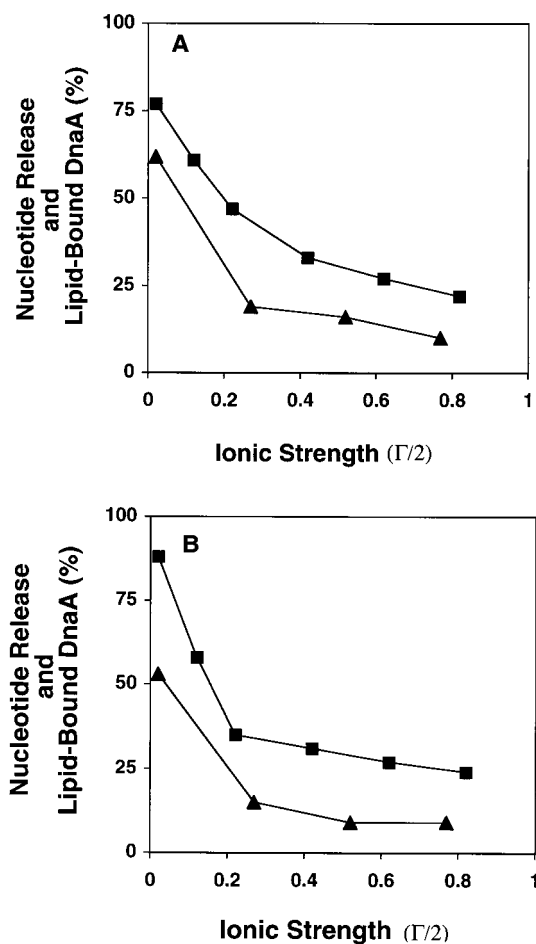 A
100
75
50
25
0
Nucleotide Release
and
Lipid-Bound DnaA (%)
0 0.2 0.4 0.6 0.8 1
Ionic Strength (Γ/2)
B
100
75
50
25
0
Nucleotide Release
and
Lipid-Bound DnaA (%)
0 0.2 0.4 0.6 0.8 1
Ionic Strength (Γ/2)